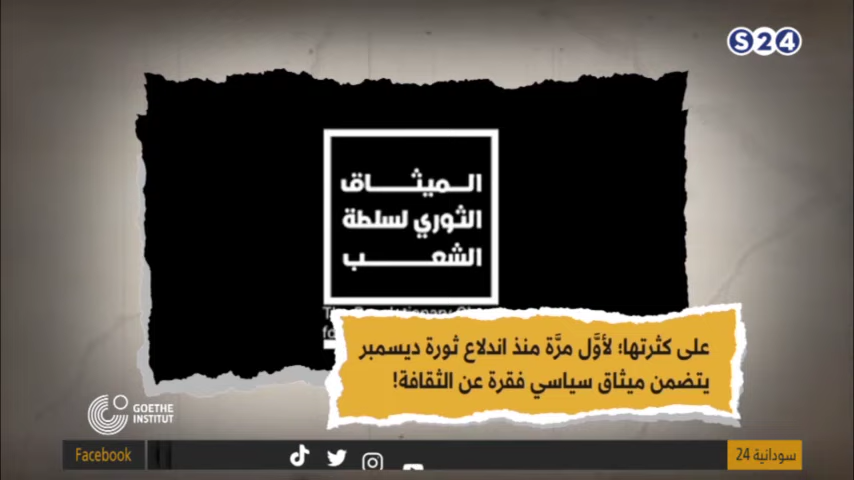 S24
الميثاق
الثوري لسلطة
الشعب
على كثرتها؛ لأوَّل مرَّة منذ اندلاع ثورة ديسمبر
يتضمن ميثاق سياسي فقرة عن الثقافة!
GOETHE
INSTITUT
Facebook
سودانية 24